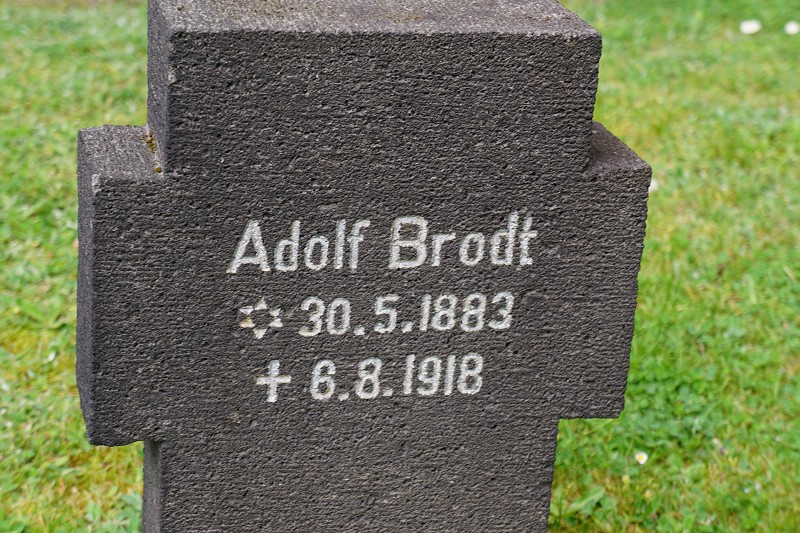 Adolf Brodt
✡ 30.5.1883
✝ 6.8.1918